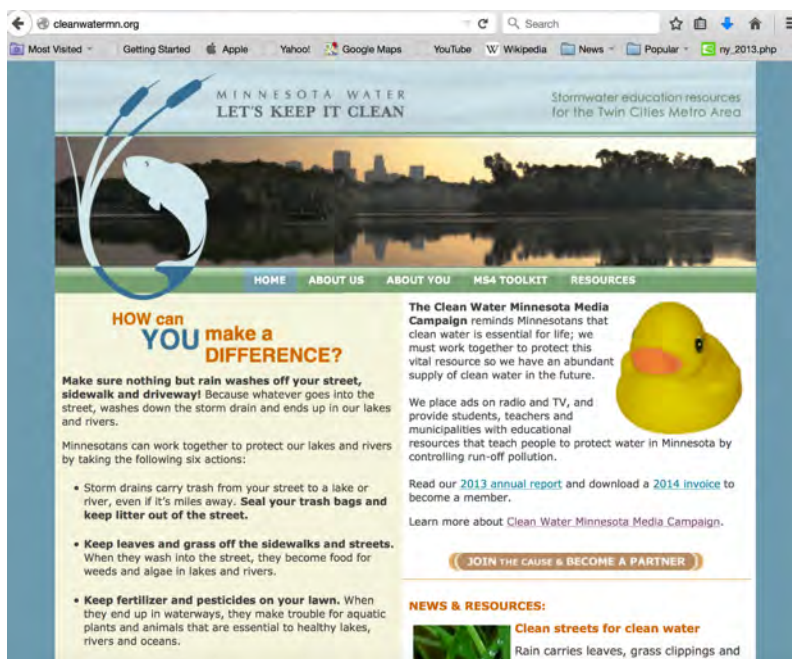 cleanwatermn.org
Search
Most Visited
Getting Started
Apple
Yahoo!
Google Maps
YouTube
Wikipedia
News
Popular
ny_2013.php
MINNESOTA WATER
LET'S KEEP IT CLEAN
Stormwater education resources
for the Twin Cities Metro Area
HOME
ABOUT US
ABOUT YOU
MS4 TOOLKIT
RESOURCES
HOW can
YOU make a
DIFFERENCE?
Make sure nothing but rain washes off your street,
sidewalk and driveway! Because whatever goes into the
street, washes down the storm drain and ends up in our lakes
and rivers.
Minnesotans can work together to protect our lakes and rivers
by taking the following six actions:
• Storm drains carry trash from your street to a lake or
river, even if it's miles away. Seal your trash bags and
keep litter out of the street.
• Keep leaves and grass off the sidewalks and streets.
When they wash into the street, they become food for
weeds and algae in lakes and rivers.
• Keep fertilizer and pesticides on your lawn. When
they end up in waterways, they make trouble for aquatic
plants and animals that are essential to healthy lakes,
rivers and oceans.
The Clean Water Minnesota Media
Campaign reminds Minnesotans that
clean water is essential for life; we
must work together to protect this
vital resource so we have an abundant
supply of clean water in the future.
We place ads on radio and TV, and
provide students, teachers and
municipalities with educational
resources that teach people to protect water in Minnesota by
controlling run-off pollution.
Read our 2013 annual report and download a 2014 invoice to
become a member.
Learn more about Clean Water Minnesota Media Campaign.
JOIN THE CAUSE & BECOME A PARTNER
NEWS & RESOURCES:
Clean streets for clean water
Rain carries leaves, grass clippings and